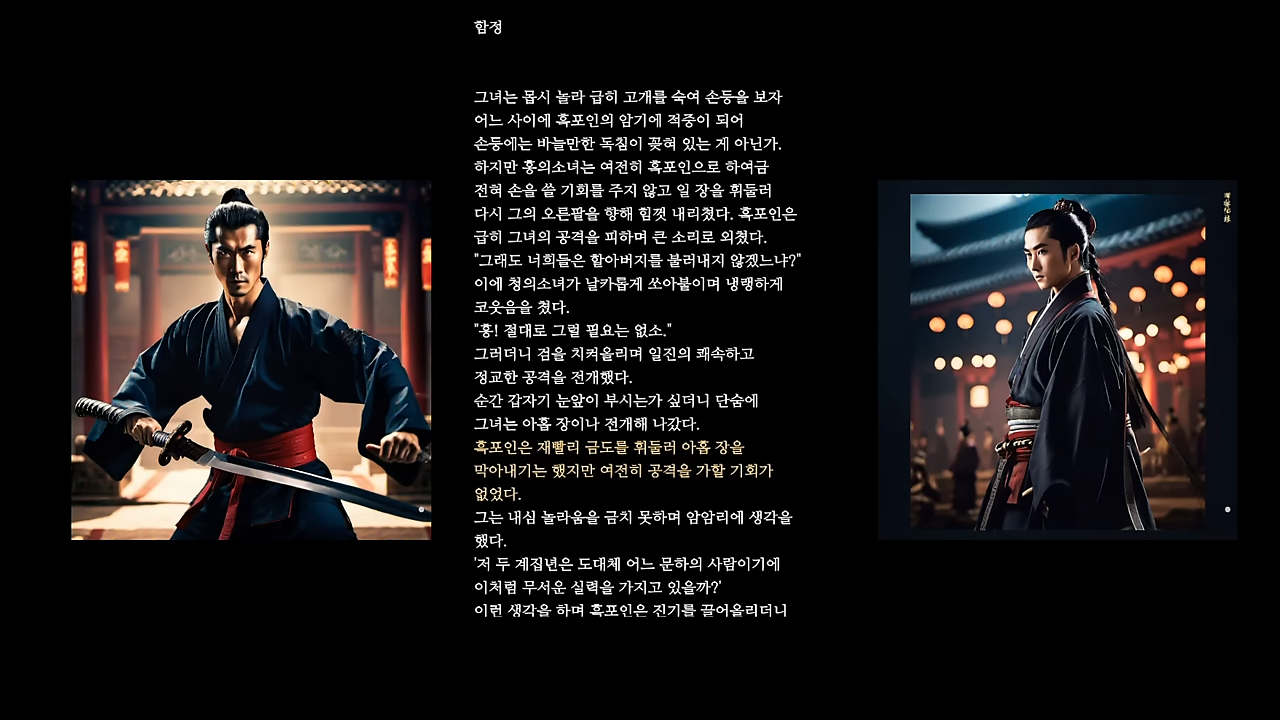 함정
그녀는 몹시 놀라 급히 고개를 숙여 손등을 보자
어느 사이에 흑포인의 암기에 적중이 되어
손등에는 바늘만한 독침이 꽂혀 있는 게 아닌가.
하지만 홍의소녀는 여전히 흑포인으로 하여금
전혀 손을 쓸 기회를 주지 않고 일 장을 휘둘러
다시 그의 오른팔을 향해 힘껏 내리쳤다. 흑포인은
급히 그녀의 공격을 피하며 큰 소리로 외쳤다.
"그래도 너희들은 할아버지를 불러내지 않겠느냐?"
이에 청의소녀가 날카롭게 쏘아붙이며 냉랭하게
코웃음을 쳤다.
"흥! 절대로 그럴 필요는 없소."
그러더니 검을 치켜올리며 일진의 쾌속하고
정교한 공격을 전개했다.
순간 갑자기 눈앞이 부시는가 싶더니 단숨에
그녀는 아홉 장이나 전개해 나갔다.
흑포인은 재빨리 금도를 휘둘러 아홉 장을
막아내기는 했지만 여전히 공격을 가할 기회가
없었다.
그는 내심 놀라움을 금치 못하며 암암리에 생각을
했다.
'저 두 계집년은 도대체 어느 문하의 사람이기에
이처럼 무서운 실력을 가지고 있을까?'
이런 생각을 하며 흑포인은 진기를 끌어올리더니